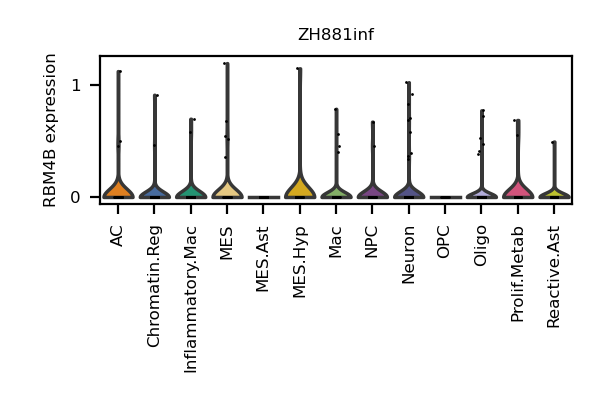 ZH881inf
RBM4B expression
1
0
AC
Chromatin.Reg
Inflammatory.Mac
MES
MES.Ast
MES.Hyp
Mac
NPC
Neuron
OPC
Oligo
Prolif.Metab
Reactive.Ast